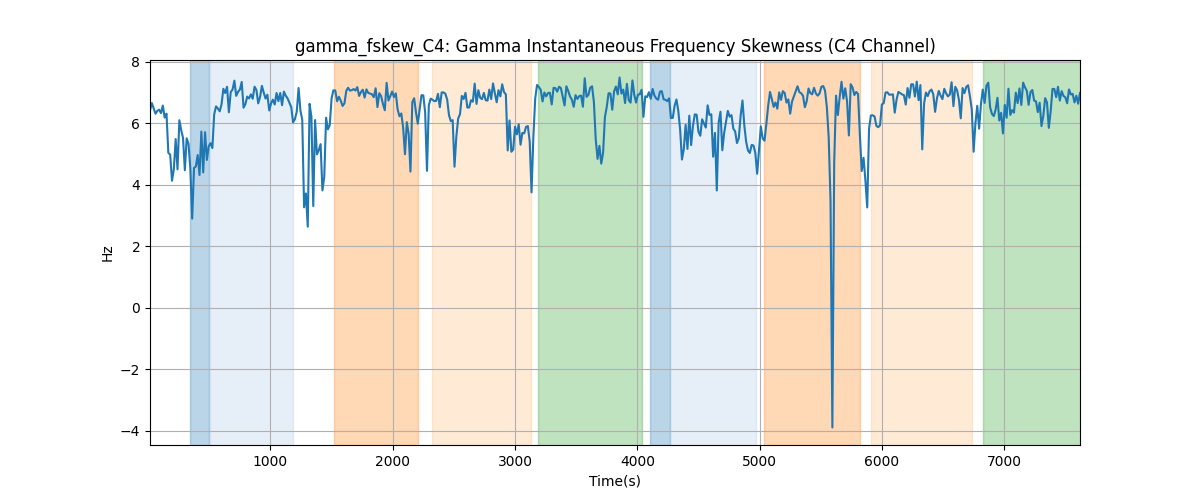 gamma_fskew_C4: Gamma Instantaneous Frequency Skewness (C4 Channel)
8
6
4
2
0
−2
−4
Hz
1000 2000 3000 4000 5000 6000 7000
Time(s)